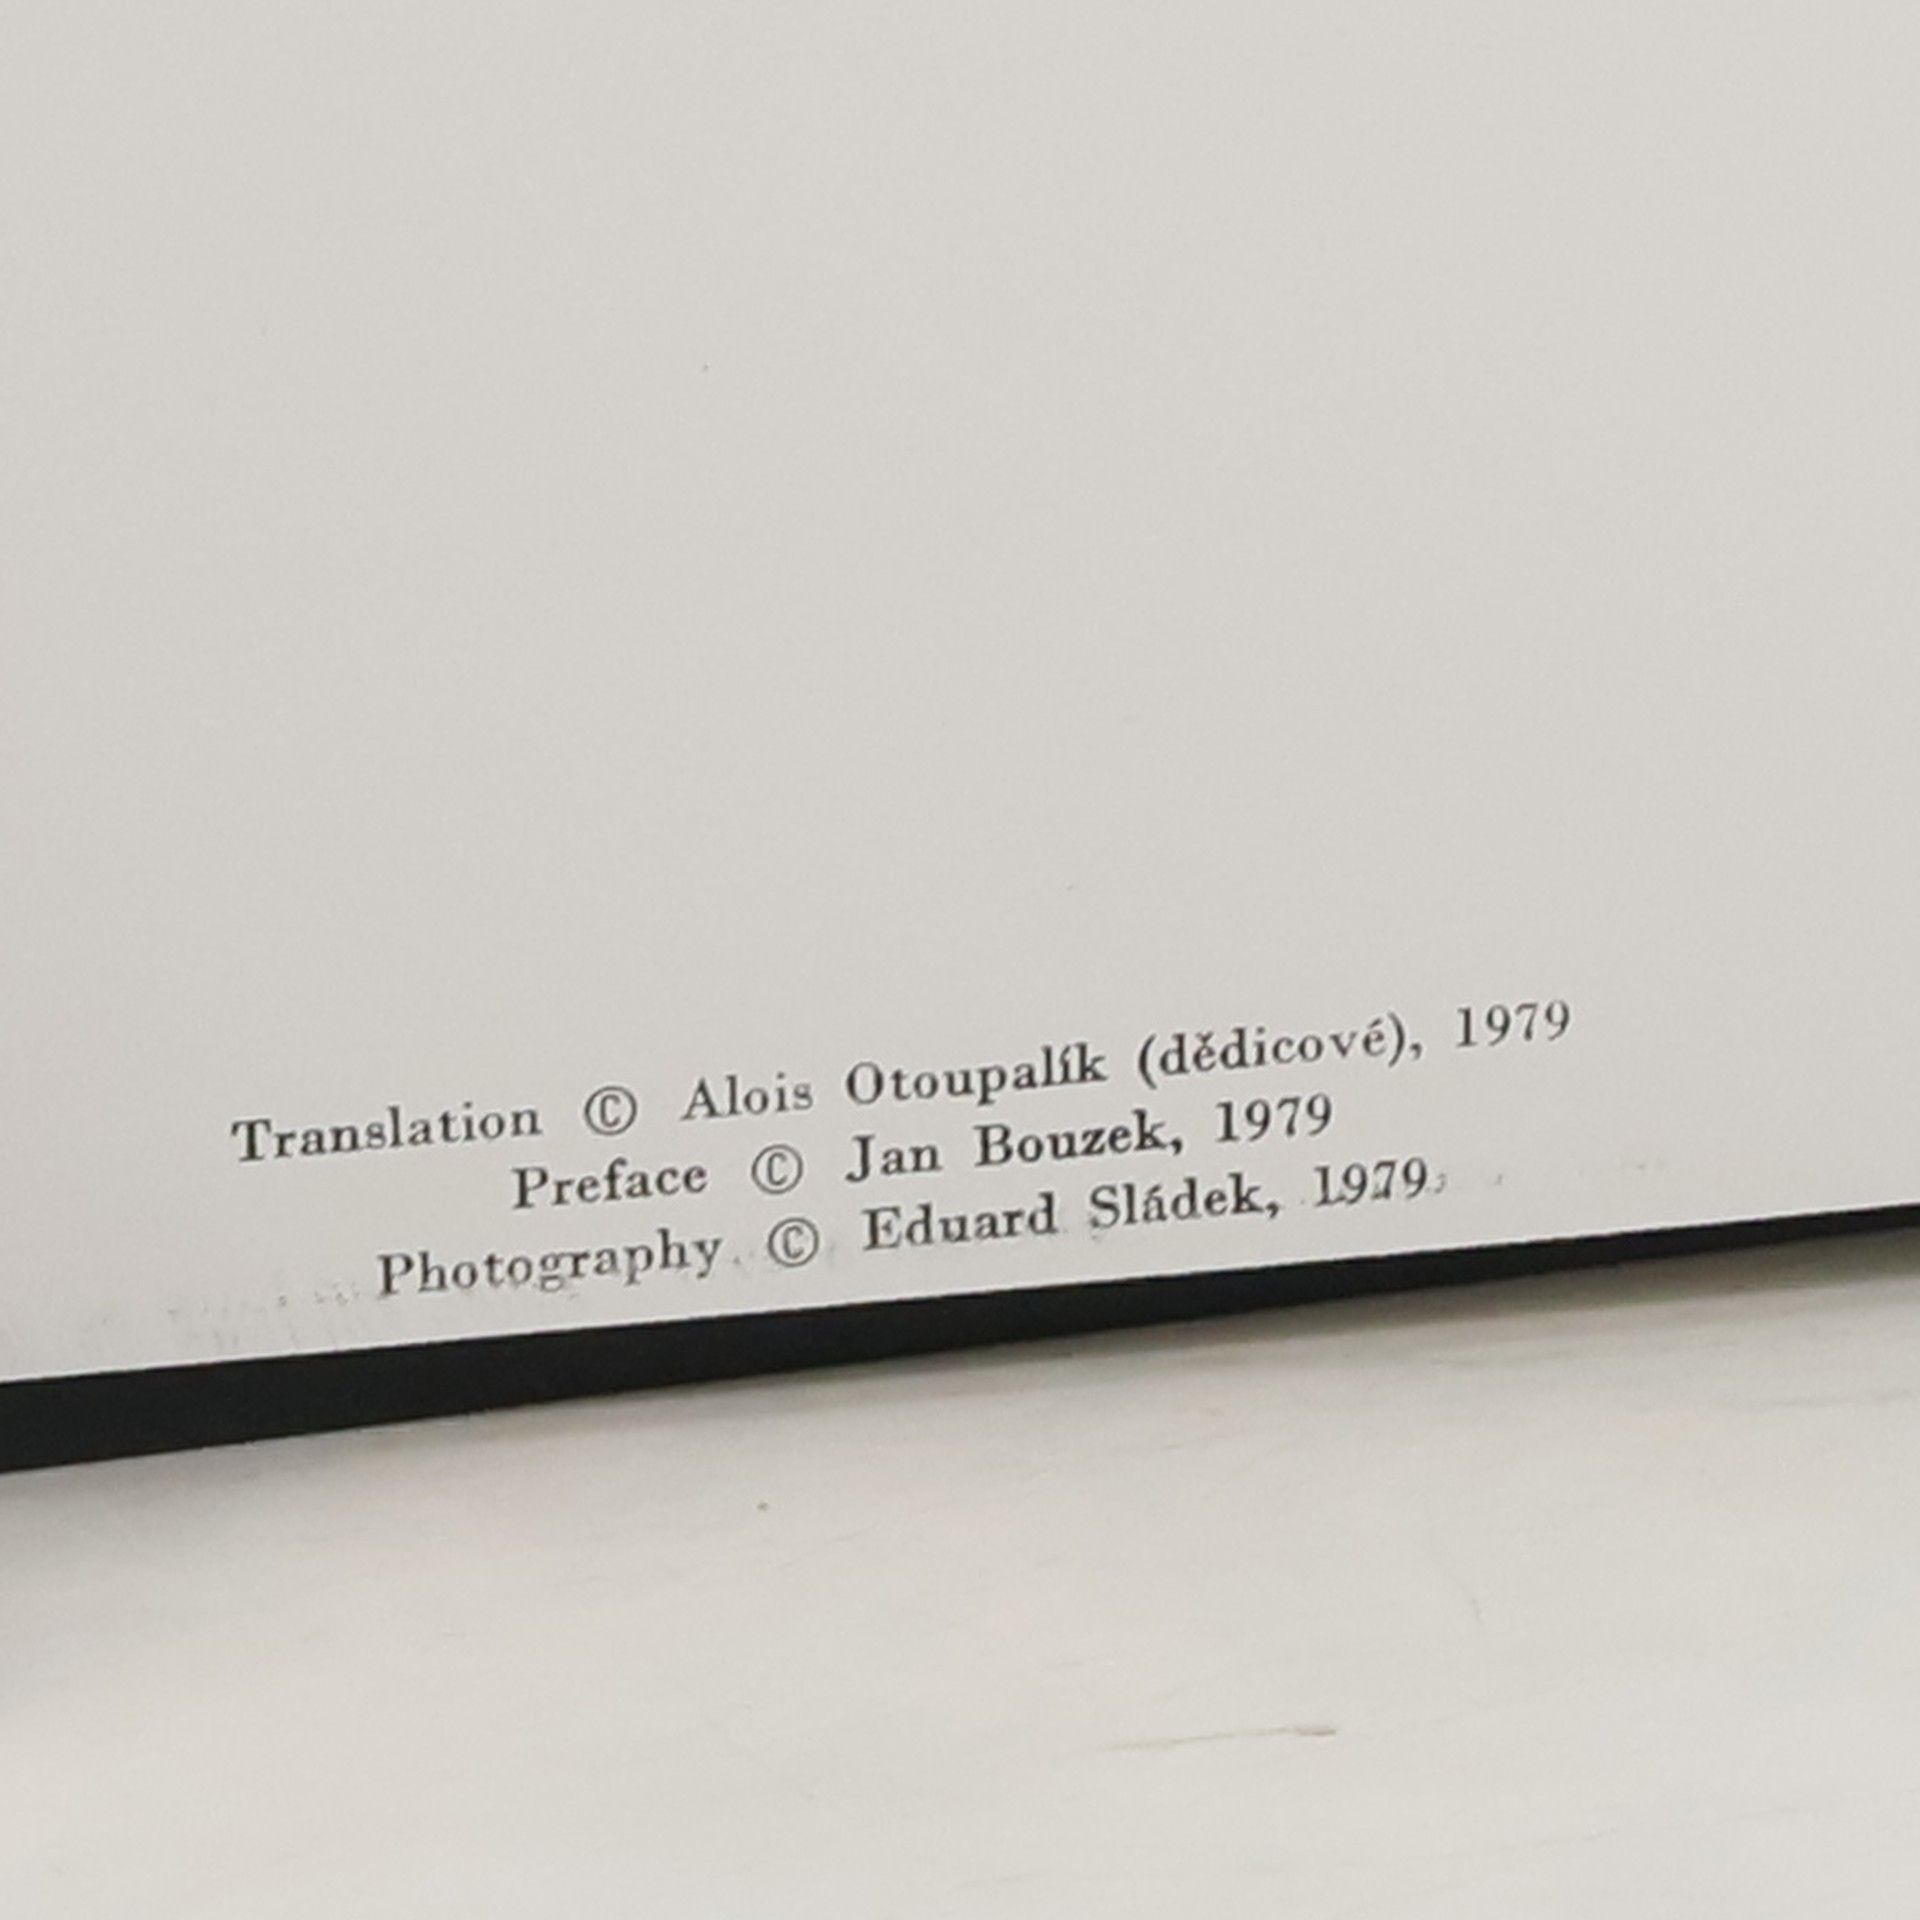 Translation © Alois Otoupalík (dědicové), 1979
Preface © Jan Bouzek, 1979
Photography © Eduard Sládek, 1979